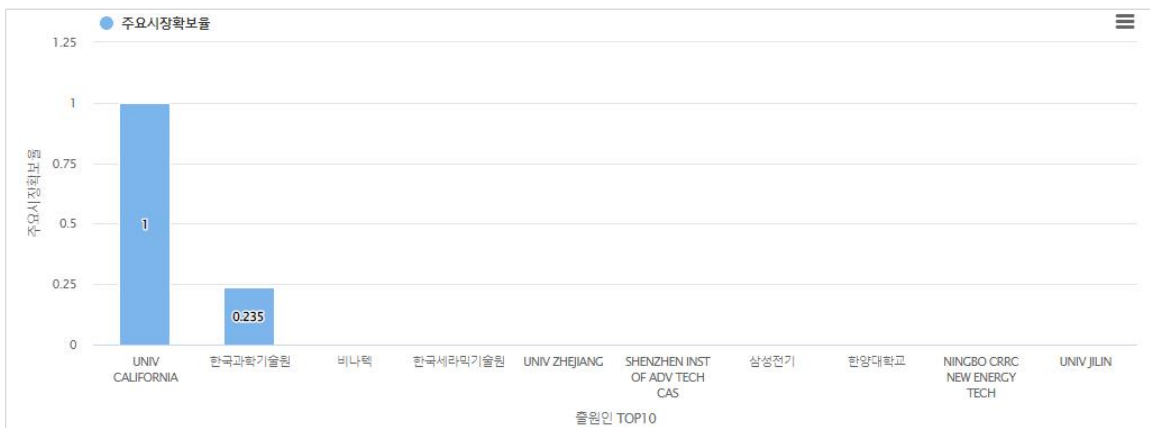 주요시장확보율
1.25
1
0.75
0.5
0.25
0
주요시장확보율
1
0.235
UNIV
CALIFORNIA
한국과학기술원
비나텍
한국세라믹기술원
UNIV ZHEJIANG
SHENZHEN INST
OF ADV TECH
CAS
삼성전기
한양대학교
NINGBO CRRC
NEW ENERGY
TECH
UNIV JILIN
출원인 TOP10